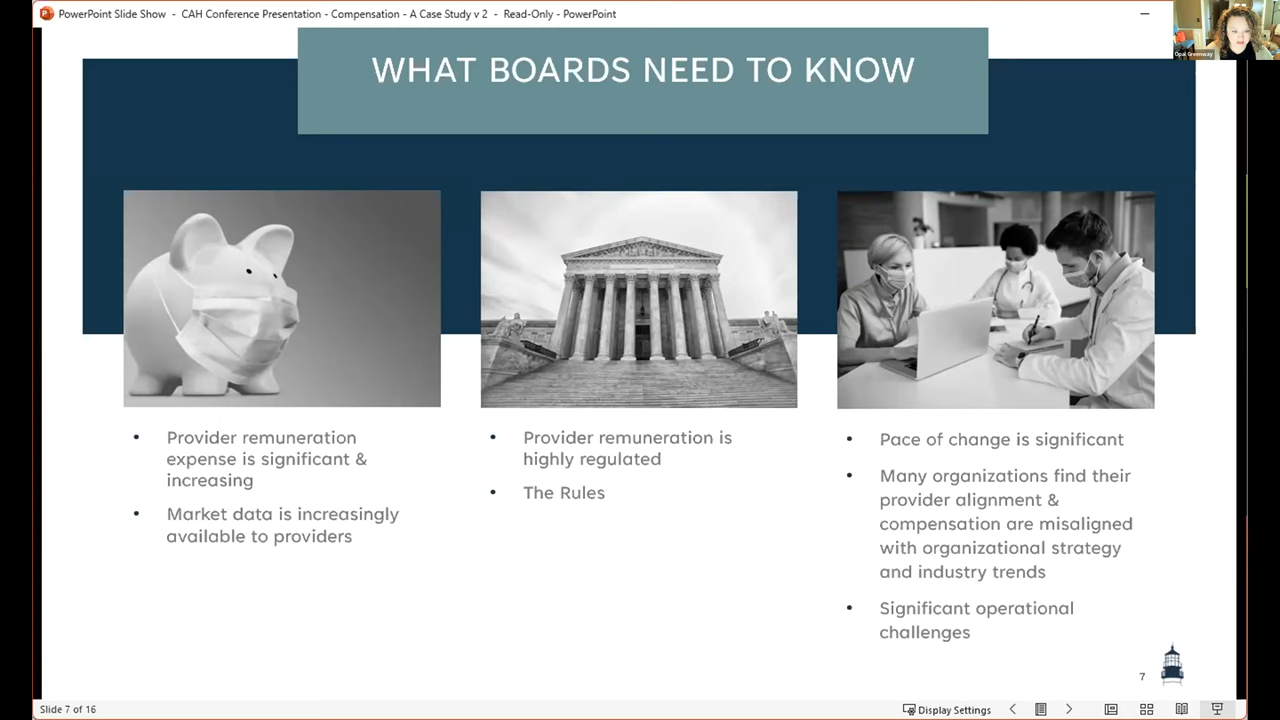 PowerPoint Slide Show - CAH Conference Presentation - Compensation - A Case Study v 2 - Read-Only - PowerPoint
Opal Greenway
WHAT BOARDS NEED TO KNOW
• Provider remuneration
expense is significant &
increasing
• Market data is increasingly
available to providers
• Provider remuneration is
highly regulated
• The Rules
• Pace of change is significant
• Many organizations find their
provider alignment &
compensation are misaligned
with organizational strategy
and industry trends
• Significant operational
challenges
7
Slide 7 of 16
Display Settings